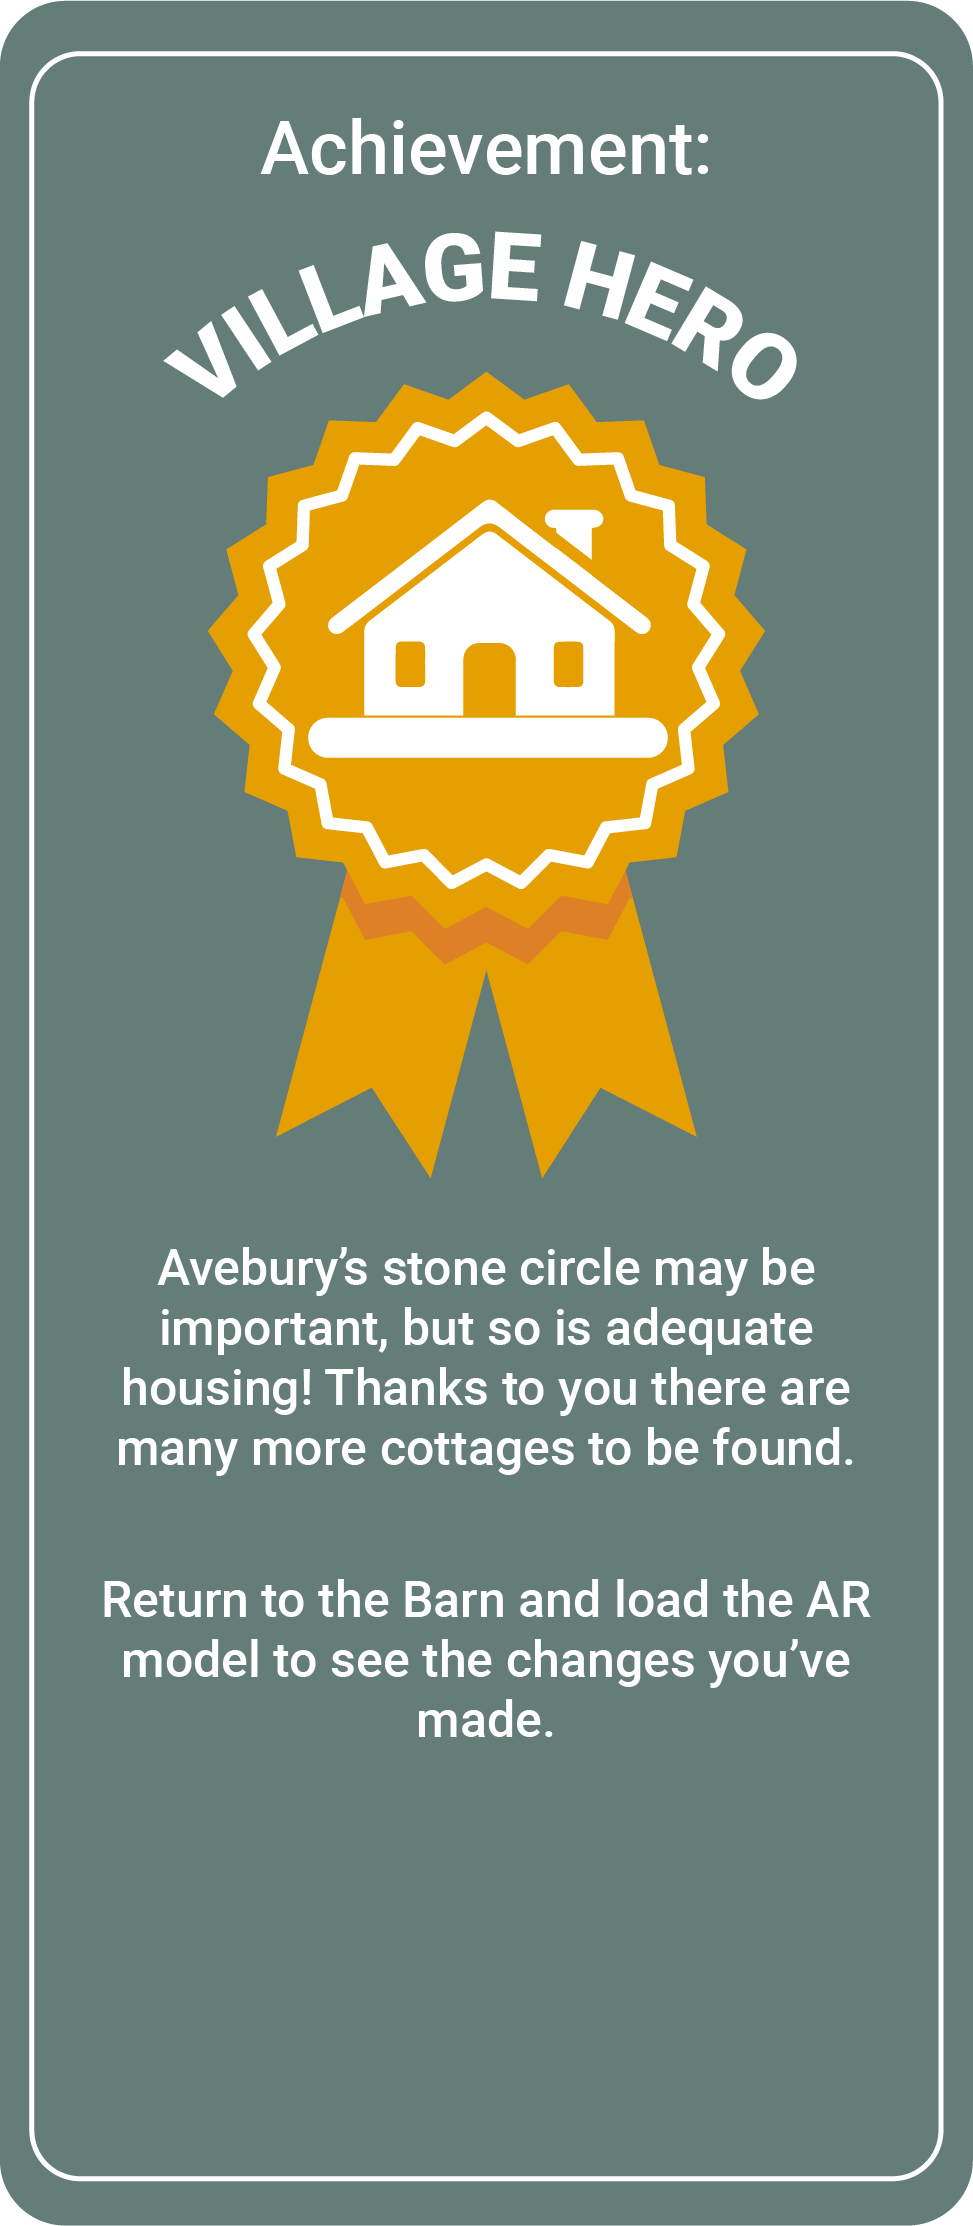 Achievement:
VILLAGE HERO
Avebury’s stone circle may be
important, but so is adequate
housing! Thanks to you there are
many more cottages to be found.
Return to the Barn and load the AR
model to see the changes you’ve
made.